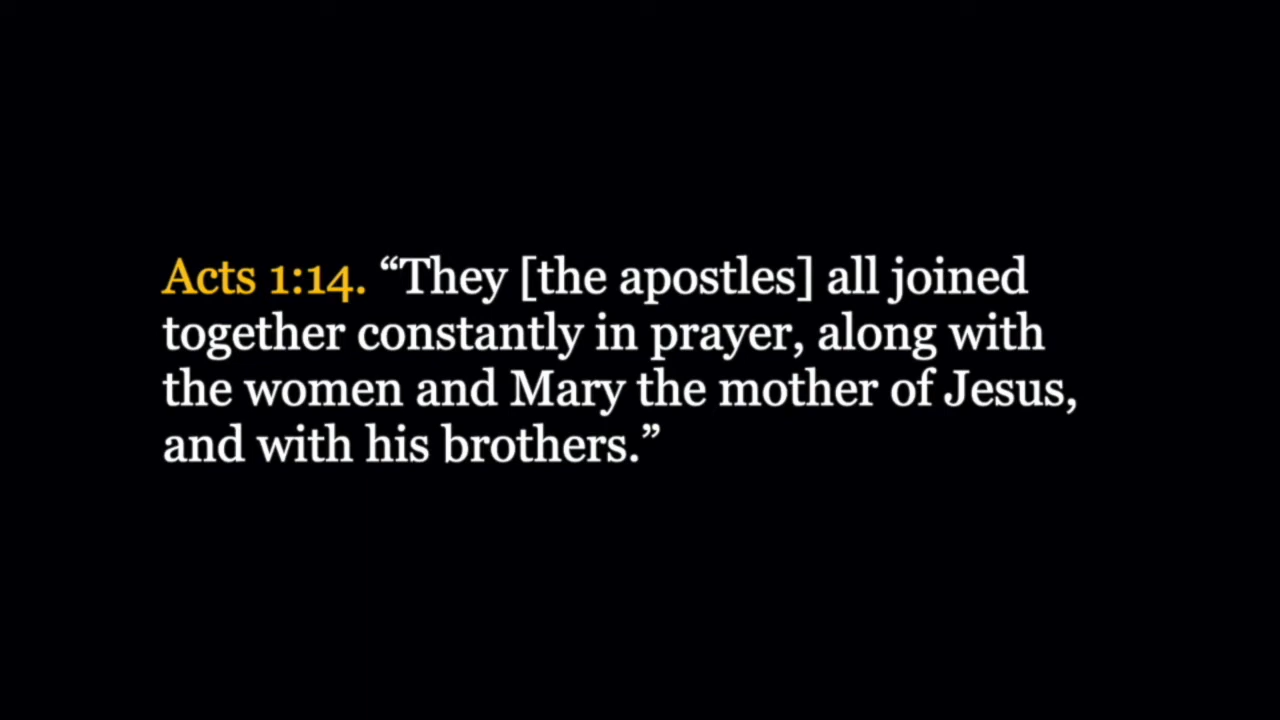 Acts 1:14. “They [the apostles] all joined
together constantly in prayer, along with
the women and Mary the mother of Jesus,
and with his brothers.”